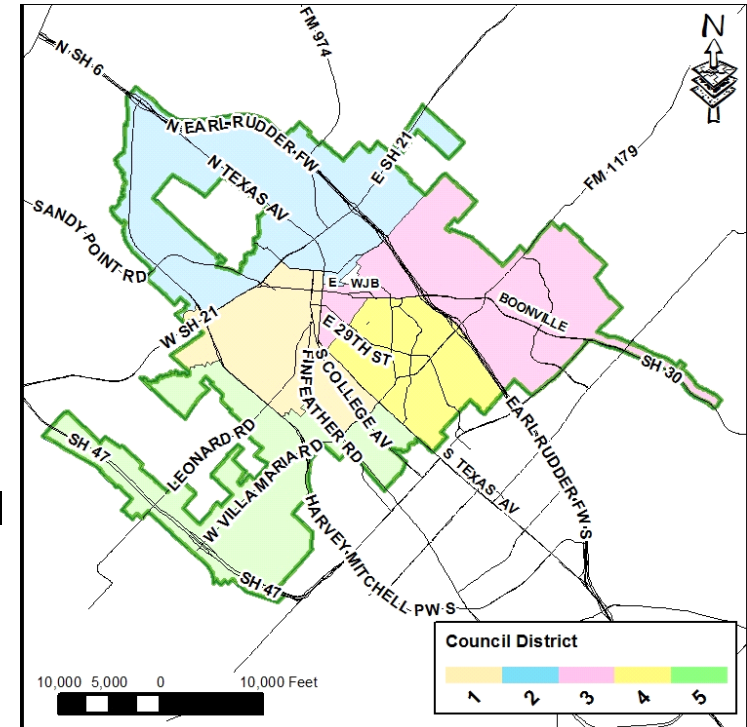 N
FM 974
N SH 6
N EARL RUDDER FW
E SH 21
N TEXAS AV
FM 1179
SANDY POINT RD
E WJB
BOONVILLE
W SH 21
E 29TH ST
SH 30
S COLLEGE AV
FINFEATHER RD
EARL RUDDER FW S
LEONARD RD
SH 47
W VILLA MARIA RD
S TEXAS AV
HARVEY MITCHELL PW S
SH 47
Council District
1 2 3 4 5
10,000 5,000 0 10,000 Feet